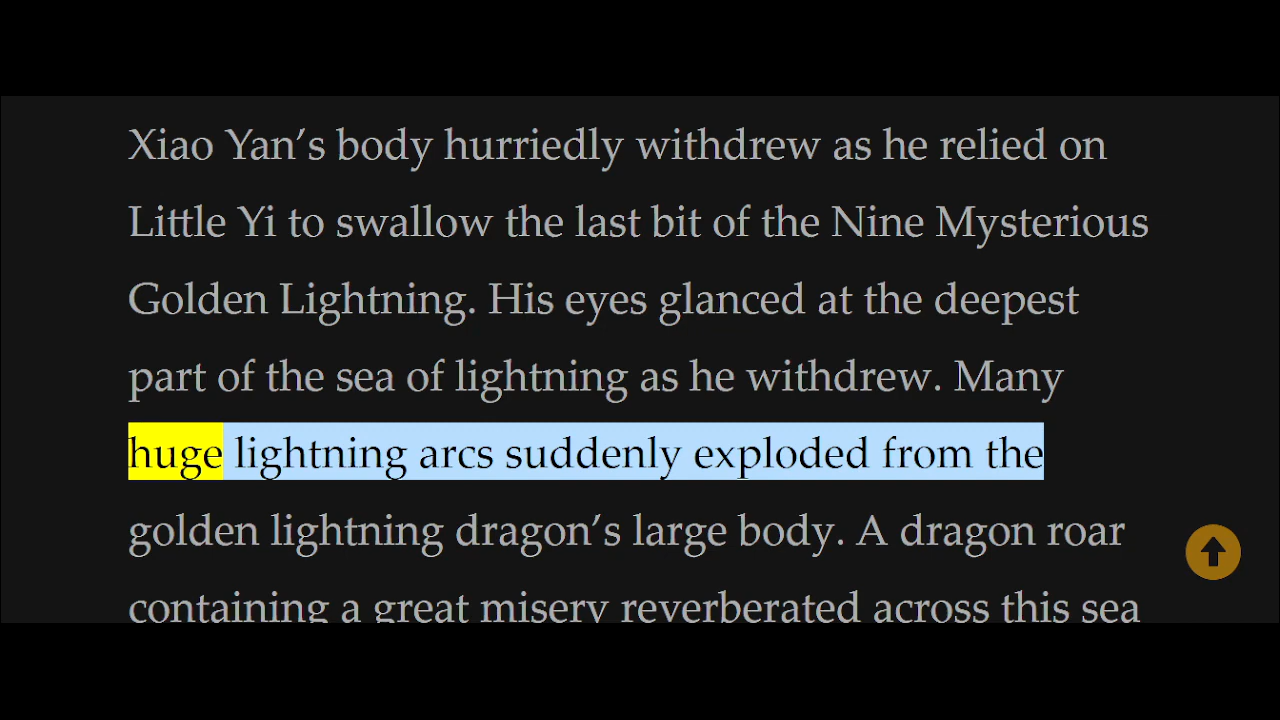 Xiao Yan’s body hurriedly withdrew as he relied on
Little Yi to swallow the last bit of the Nine Mysterious
Golden Lightning. His eyes glanced at the deepest
part of the sea of lightning as he withdrew. Many
huge lightning arcs suddenly exploded from the
golden lightning dragon’s large body. A dragon roar
containing a great misery reverberated across this sea